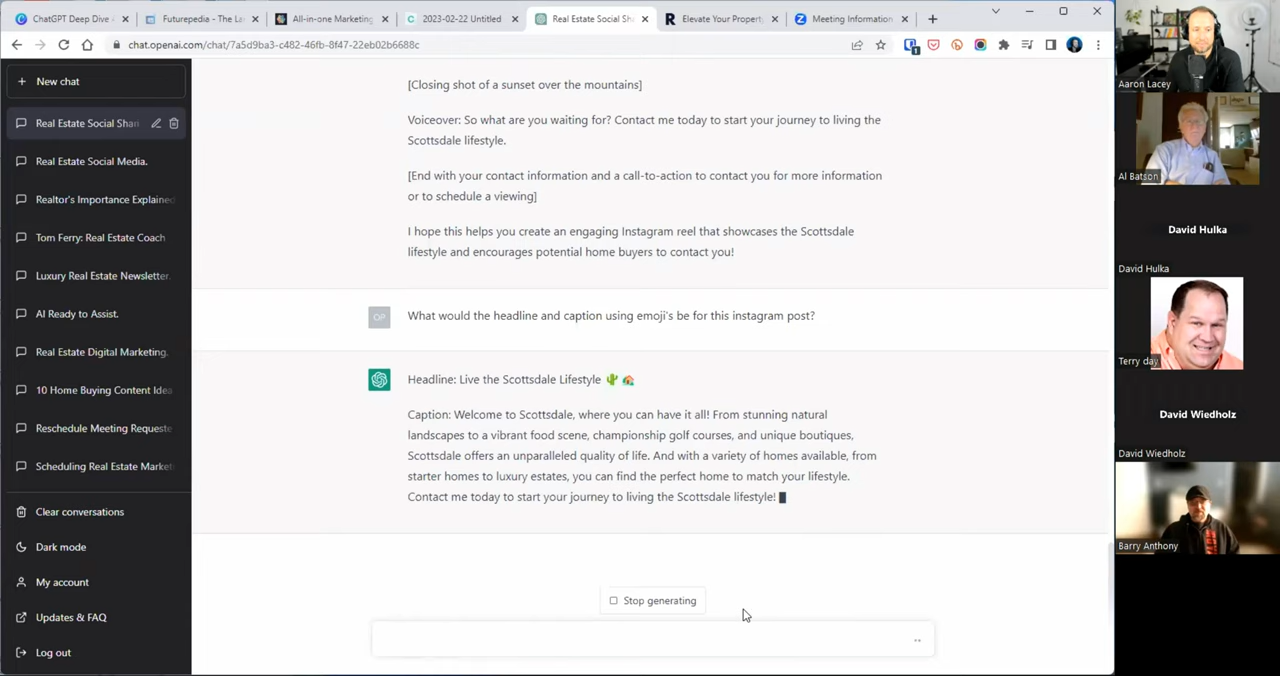 ChatGPT Deep Dive
Futurepedia - The La
All-in-one Marketing
2023-02-22 Untitled
Real Estate Social Sha
Elevate Your Property
Meeting Information
chat.openai.com/chat/7a5d9ba3-c482-46fb-8f47-22eb02b6688c
New chat
Real Estate Social Shar
Real Estate Social Media.
Realtor's Importance Explained
Tom Ferry: Real Estate Coach
Luxury Real Estate Newsletter.
AI Ready to Assist.
Real Estate Digital Marketing.
10 Home Buying Content Idea
Reschedule Meeting Requeste
Scheduling Real Estate Market
Clear conversations
Dark mode
My account
Updates & FAQ
Log out
[Closing shot of a sunset over the mountains]
Voiceover: So what are you waiting for? Contact me today to start your journey to living the
Scottsdale lifestyle.
[End with your contact information and a call-to-action to contact you for more information
or to schedule a viewing]
I hope this helps you create an engaging Instagram reel that showcases the Scottsdale
lifestyle and encourages potential home buyers to contact you!
OP
What would the headline and caption using emoji's be for this instagram post?
Headline: Live the Scottsdale Lifestyle 🌵 🏠
Caption: Welcome to Scottsdale, where you can have it all! From stunning natural
landscapes to a vibrant food scene, championship golf courses, and unique boutiques,
Scottsdale offers an unparalleled quality of life. And with a variety of homes available, from
starter homes to luxury estates, you can find the perfect home to match your lifestyle.
Contact me today to start your journey to living the Scottsdale lifestyle!
Stop generating
Aaron Lacey
Al Batson
David Hulka
David Hulka
Terry day
David Wiedholz
David Wiedholz
Barry Anthony